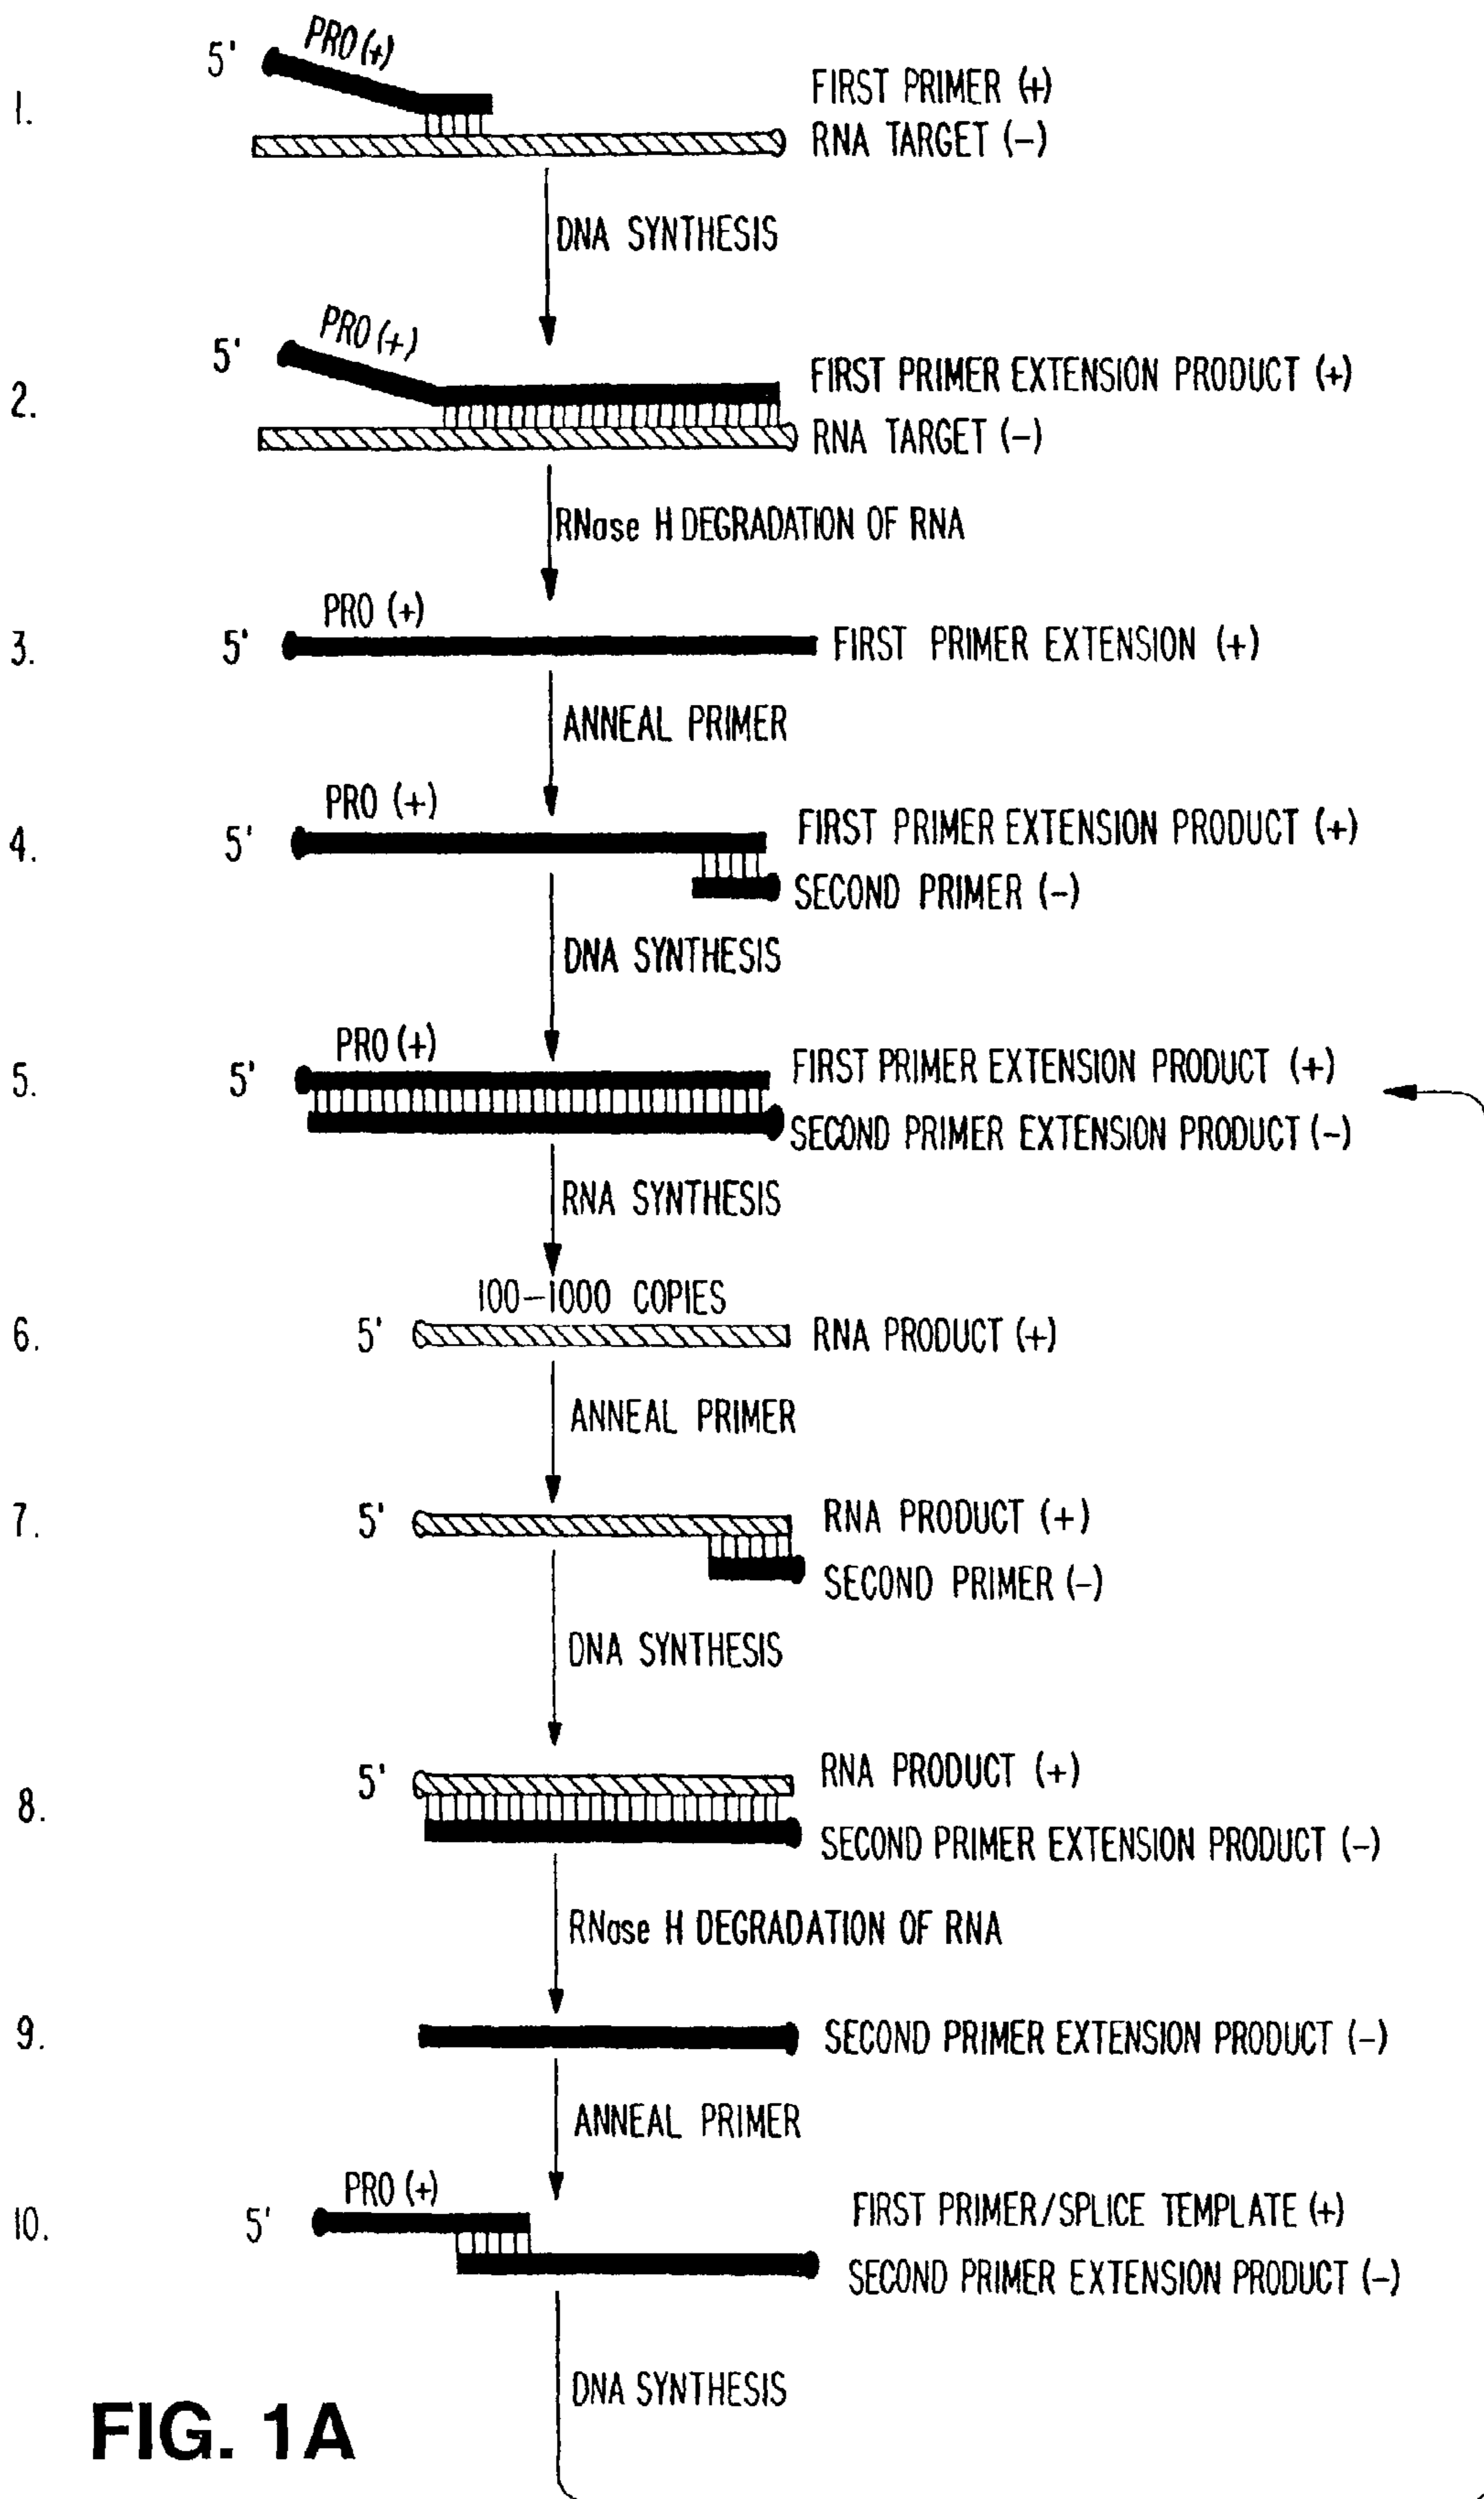 PRO (+)
5'
1.
FIRST PRIMER (+)
RNA TARGET (-)
DNA SYNTHESIS
PRO (+)
5'
2.
FIRST PRIMER EXTENSION PRODUCT (+)
RNA TARGET (-)
RNase H DEGRADATION OF RNA
PRO (+)
3.
5'
FIRST PRIMER EXTENSION (+)
ANNEAL PRIMER
PRO (+)
4.
5'
FIRST PRIMER EXTENSION PRODUCT (+)
SECOND PRIMER (-)
DNA SYNTHESIS
PRO (+)
5.
5'
FIRST PRIMER EXTENSION PRODUCT (+)
SECOND PRIMER EXTENSION PRODUCT (-)
RNA SYNTHESIS
100-1000 COPIES
6.
5'
RNA PRODUCT (+)
ANNEAL PRIMER
7.
5'
RNA PRODUCT (+)
SECOND PRIMER (-)
DNA SYNTHESIS
8.
5'
RNA PRODUCT (+)
SECOND PRIMER EXTENSION PRODUCT (-)
RNase H DEGRADATION OF RNA
9.
SECOND PRIMER EXTENSION PRODUCT (-)
ANNEAL PRIMER
PRO (+)
10.
5'
FIRST PRIMER/SPLICE TEMPLATE (+)
SECOND PRIMER EXTENSION PRODUCT (-)
DNA SYNTHESIS
FIG. 1A